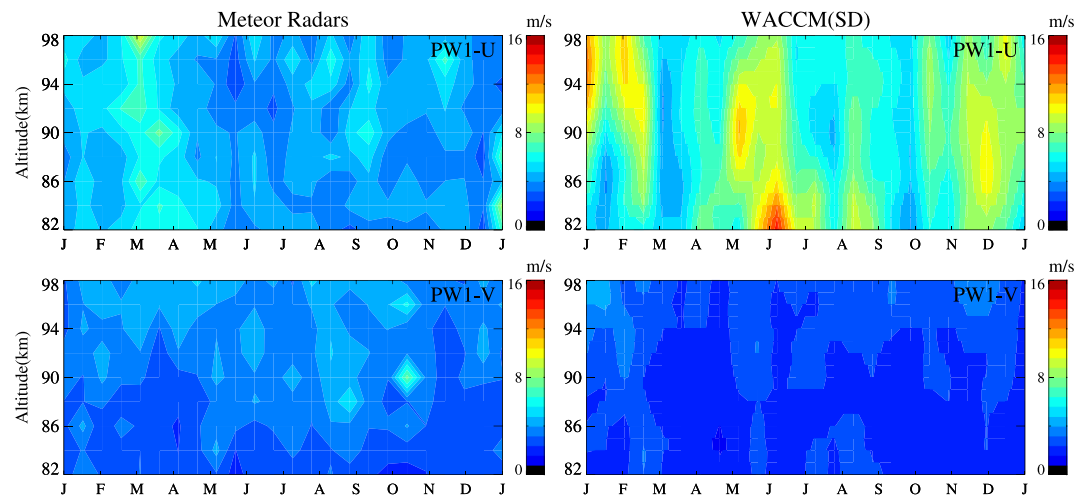 Meteor Radars
WACCM(SD)
m/s
m/s
98
PW1-U
16
98
PW1-U
16
94
94
Altitude(km)
90
8
90
8
86
86
82
0
82
0
J F M A M J J A S O N D J
J F M A M J J A S O N D J
m/s
m/s
98
PW1-V
16
98
PW1-V
16
94
94
Altitude(km)
90
8
90
8
86
86
82
0
82
0
J F M A M J J A S O N D J
J F M A M J J A S O N D J